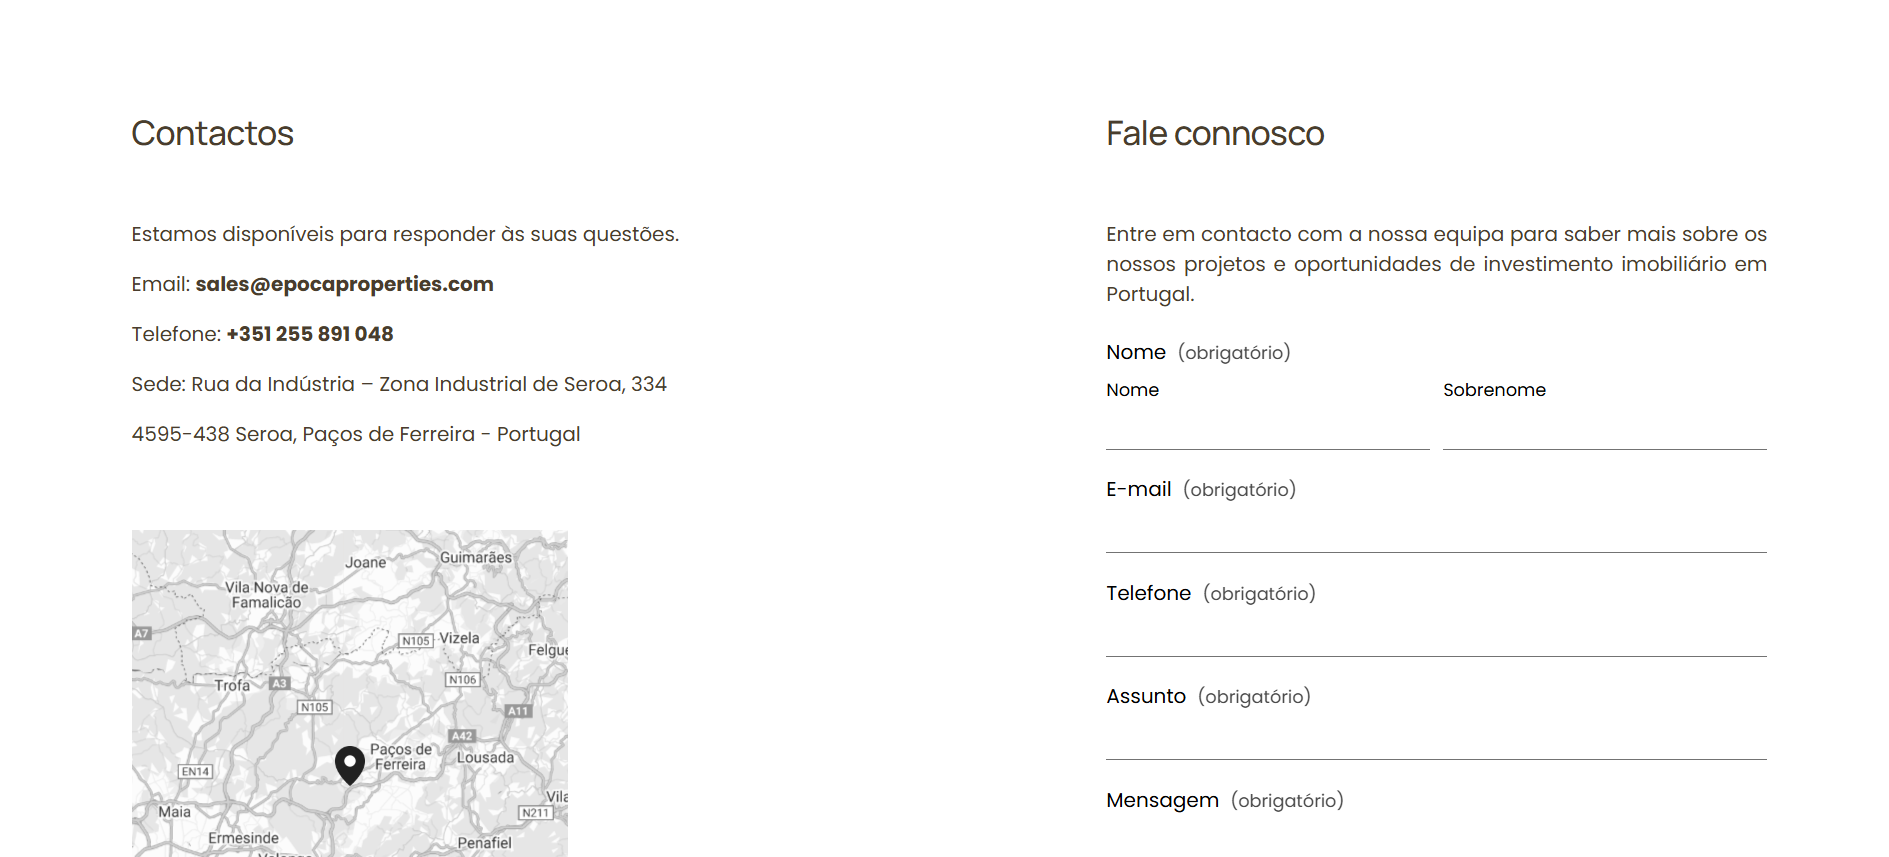 Contactos
Estamos disponíveis para responder às suas questões.
Email: sales@epocaproperties.com
Telefone: +351 255 891 048
Sede: Rua da Indústria – Zona Industrial de Seroa, 334
4595-438 Seroa, Paços de Ferreira - Portugal
Joane
Guimarães
Vila Nova de
Famalicão
A7
N105
Vizela
Felgue
Trofa
A3
N106
N105
A11
A42
Paços de
Ferreira
Lousada
EN14
Maia
Vila
N211
Ermesinde
Penafiel
Fale connosco
Entre em contacto com a nossa equipa para saber mais sobre os
nossos projetos e oportunidades de investimento imobiliário em
Portugal.
Nome (obrigatório)
Nome
Sobrenome
E-mail (obrigatório)
Telefone (obrigatório)
Assunto (obrigatório)
Mensagem (obrigatório)